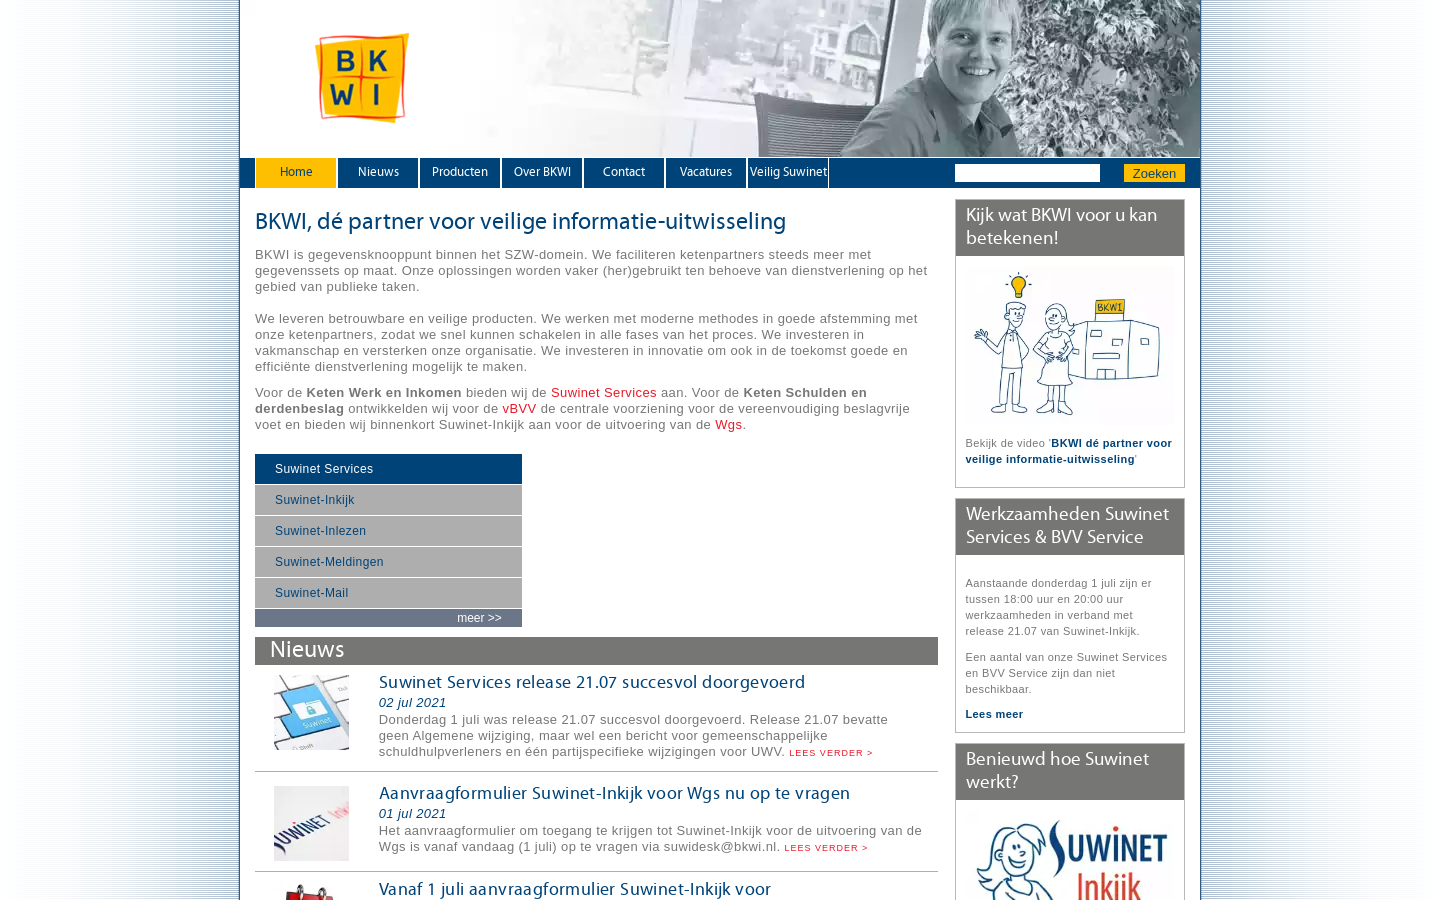 B K
W I
Home Nieuws Producten Over BKWI Contact Vacatures Veilig Suwinet Zoeken
BKWI, dé partner voor veilige informatie-uitwisseling
BKWI is gegevensknooppunt binnen het SZW-domein. We faciliteren ketenpartners steeds meer met
gegevenssets op maat. Onze oplossingen worden vaker (her)gebruikt ten behoeve van dienstverlening op het
gebied van publieke taken.
We leveren betrouwbare en veilige producten. We werken met moderne methodes in goede afstemming met
onze ketenpartners, zodat we snel kunnen schakelen in alle fases van het proces. We investeren in
vakmanschap en versterken onze organisatie. We investeren in innovatie om ook in de toekomst goede en
efficiënte dienstverlening mogelijk te maken.
Voor de Keten Werk en Inkomen bieden wij de Suwinet Services aan. Voor de Keten Schulden en
derdenbeslag ontwikkelden wij voor de vBVV de centrale voorziening voor de vereenvoudiging beslagvrije
voet en bieden wij binnenkort Suwinet-Inkijk aan voor de uitvoering van de Wgs.
Suwinet Services
Suwinet-Inkijk
Suwinet-Inlezen
Suwinet-Meldingen
Suwinet-Mail
meer >>
Nieuws
Suwinet
Shift
Suwinet Services release 21.07 succesvol doorgevoerd
02 jul 2021
Donderdag 1 juli was release 21.07 succesvol doorgevoerd. Release 21.07 bevatte
geen Algemene wijziging, maar wel een bericht voor gemeenschappelijke
schuldhulpverleners en één partijspecifieke wijzigingen voor UWV. LEES VERDER >
UWINET Ink
Aanvraagformulier Suwinet-Inkijk voor Wgs nu op te vragen
01 jul 2021
Het aanvraagformulier om toegang te krijgen tot Suwinet-Inkijk voor de uitvoering van de
Wgs is vanaf vandaag (1 juli) op te vragen via suwidesk@bkwi.nl. LEES VERDER >
Vanaf 1 juli aanvraagformulier Suwinet-Inkijk voor
Kijk wat BKWI voor u kan
betekenen!
BKWI
Bekijk de video 'BKWI dé partner voor
veilige informatie-uitwisseling'
Werkzaamheden Suwinet
Services & BVV Service
Aanstaande donderdag 1 juli zijn er
tussen 18:00 uur en 20:00 uur
werkzaamheden in verband met
release 21.07 van Suwinet-Inkijk.
Een aantal van onze Suwinet Services
en BVV Service zijn dan niet
beschikbaar.
Lees meer
Benieuwd hoe Suwinet
werkt?
SUWINET
Inkijk